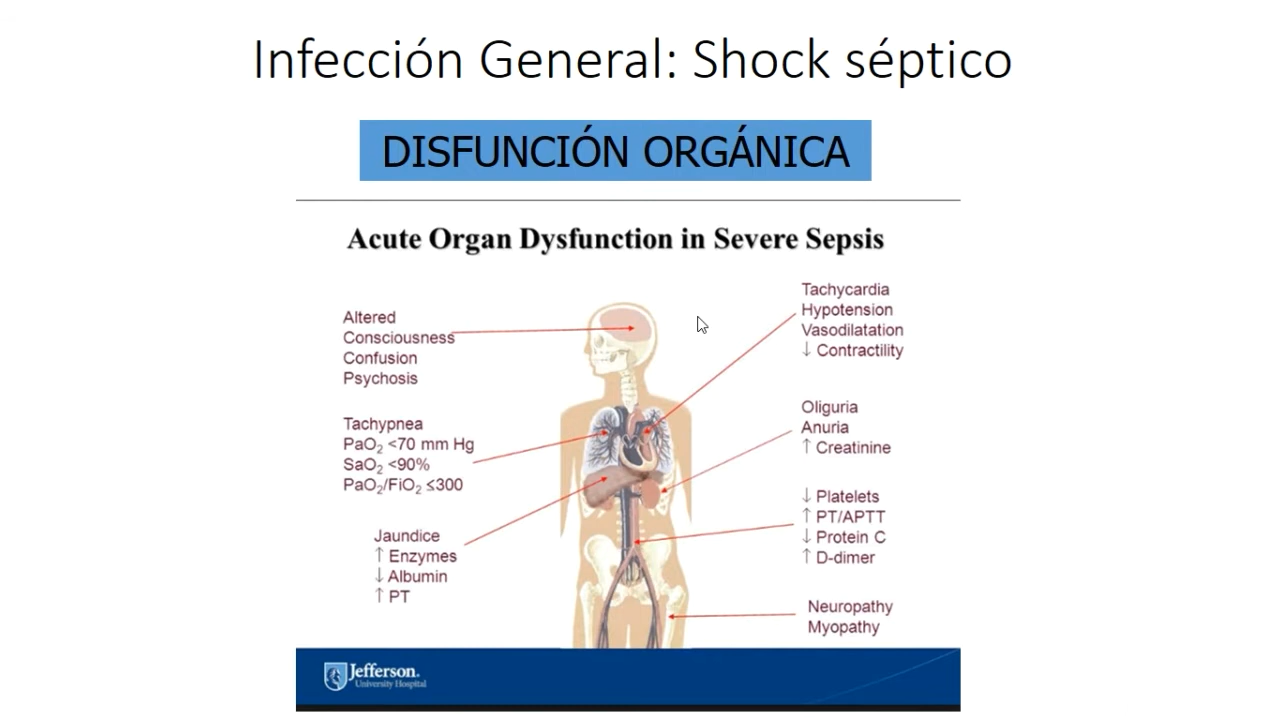 Infección General: Shock séptico
DISFUNCIÓN ORGÁNICA
Acute Organ Dysfunction in Severe Sepsis
Altered
Consciousness
Confusion
Psychosis
Tachypnea
PaO₂ <70 mm Hg
SaO₂ <90%
PaO₂/FiO₂ ≤300
Jaundice
↑ Enzymes
↓ Albumin
↑ PT
Tachycardia
Hypotension
Vasodilatation
↓ Contractility
Oliguria
Anuria
↑ Creatinine
↓ Platelets
↑ PT/APTT
↓ Protein C
↑ D-dimer
Neuropathy
Myopathy
Jefferson.
University Hospital